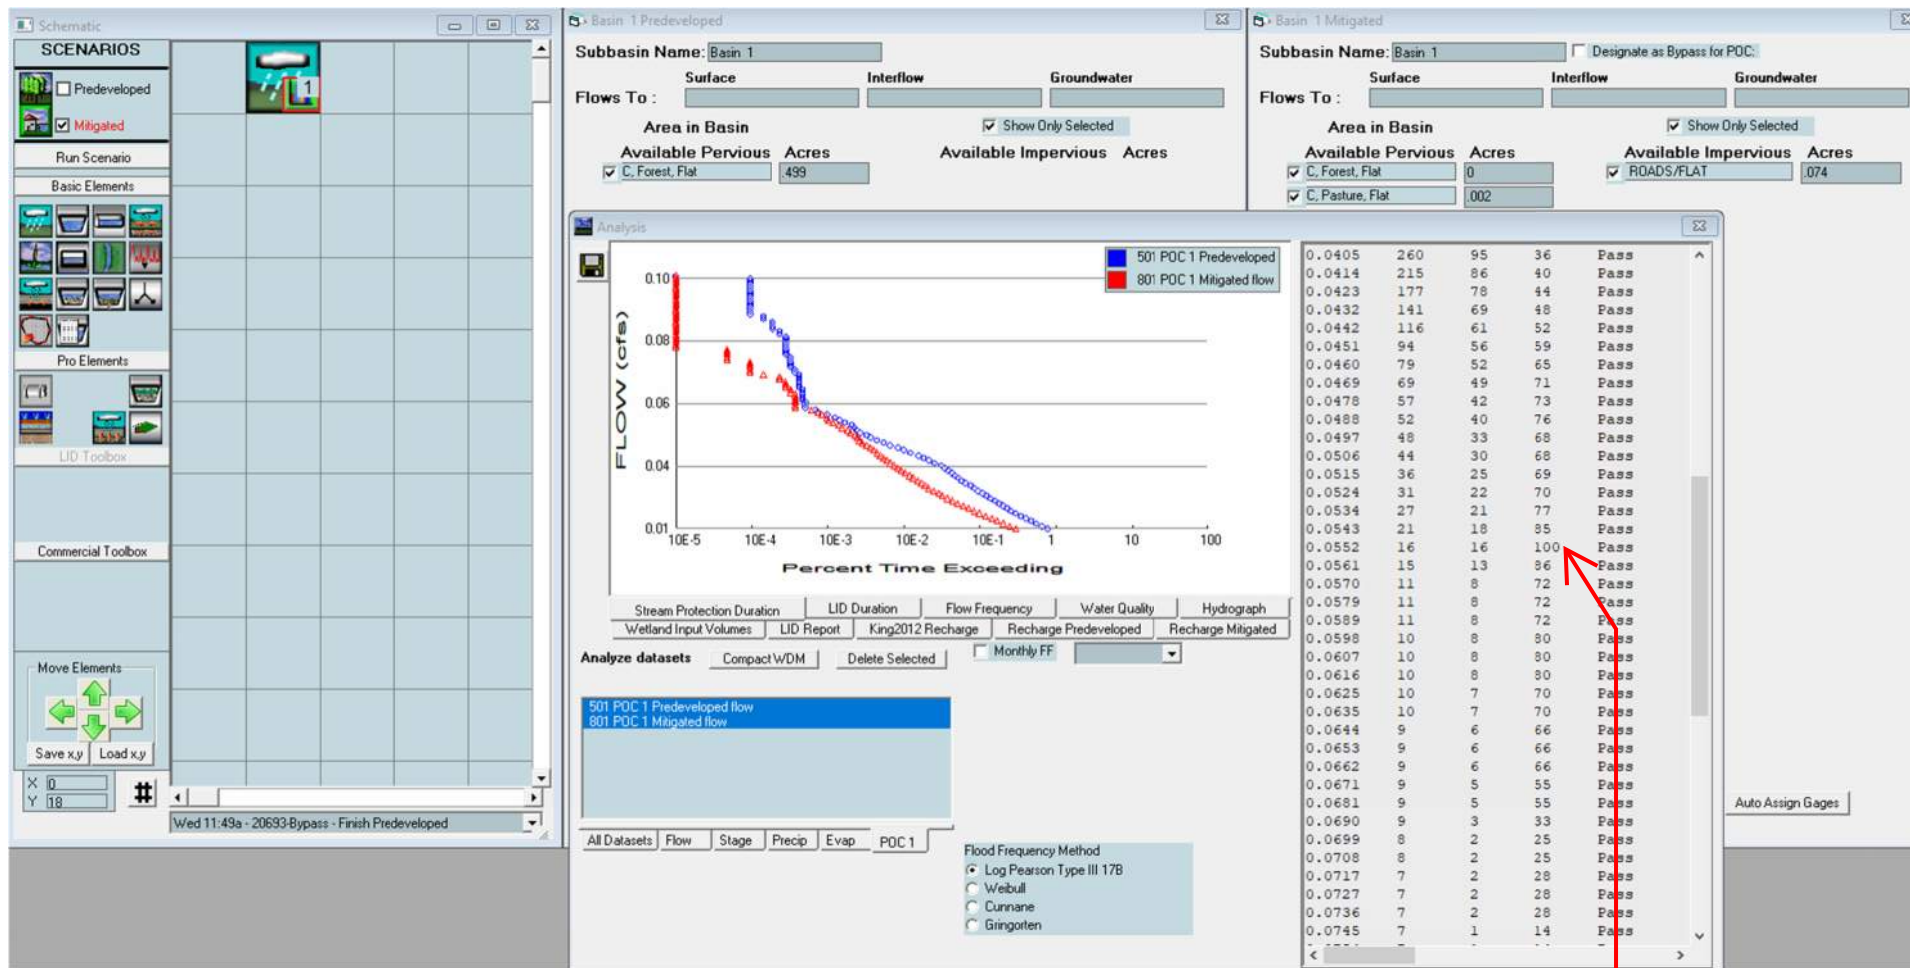 Schematic
SCENARIOS
Predeveloped
Mitigated
Run Scenario
Basic Elements
Pro Elements
LID Toolbox
Commercial Toolbox
Move Elements
Save x,y Load x,y
X 0
Y 18
#
1
Wed 11:49a - 20693-Bypass - Finish Predeveloped
Basin 1 Predeveloped
Subbasin Name: Basin 1
Surface Interflow Groundwater
Flows To :
Area in Basin Show Only Selected
Available Pervious Acres Available Impervious Acres
C, Forest, Flat .499
Basin 1 Mitigated
Subbasin Name: Basin 1 Designate as Bypass for POC:
Surface Interflow Groundwater
Flows To :
Area in Basin Show Only Selected
Available Pervious Acres Available Impervious Acres
C, Forest, Flat 0 ROADS/FLAT .074
C, Pasture, Flat .002
Analysis
501 POC 1 Predeveloped
801 POC 1 Mitigated flow
FLOW (cfs)
0.10
0.08
0.06
0.04
0.01
10E-5 10E-4 10E-3 10E-2 10E-1 1 10 100
Percent Time Exceeding
Stream Protection Duration LID Duration Flow Frequency Water Quality Hydrograph
Wetland Input Volumes LID Report King2012 Recharge Recharge Predeveloped Recharge Mitigated
Analyze datasets Compact WDM Delete Selected Monthly FF
501 POC 1 Predeveloped flow
801 POC 1 Mitigated flow
All Datasets Flow Stage Precip Evap POC 1
Flood Frequency Method
Log Pearson Type III 17B
Weibull
Cunnane
Gringorten
0.0405 260 95 36 Pass
0.0414 215 86 40 Pass
0.0423 177 78 44 Pass
0.0432 141 69 48 Pass
0.0442 116 61 52 Pass
0.0451 94 56 59 Pass
0.0460 79 52 65 Pass
0.0469 69 49 71 Pass
0.0478 57 42 73 Pass
0.0488 52 40 76 Pass
0.0497 48 33 68 Pass
0.0506 44 30 68 Pass
0.0515 36 25 69 Pass
0.0524 31 22 70 Pass
0.0534 27 21 77 Pass
0.0543 21 18 85 Pass
0.0552 16 16 100 Pass
0.0561 15 13 86 Pass
0.0570 11 8 72 Pass
0.0579 11 8 72 Pass
0.0589 11 8 72 Pass
0.0598 10 8 80 Pass
0.0607 10 8 80 Pass
0.0616 10 8 80 Pass
0.0625 10 7 70 Pass
0.0635 10 7 70 Pass
0.0644 9 6 66 Pass
0.0653 9 6 66 Pass
0.0662 9 6 66 Pass
0.0671 9 5 55 Pass
0.0681 9 5 55 Pass
0.0690 9 3 33 Pass
0.0699 8 2 25 Pass
0.0708 8 2 25 Pass
0.0717 7 2 28 Pass
0.0727 7 2 28 Pass
0.0736 7 2 28 Pass
0.0745 7 1 14 Pass
Auto Assign Gages